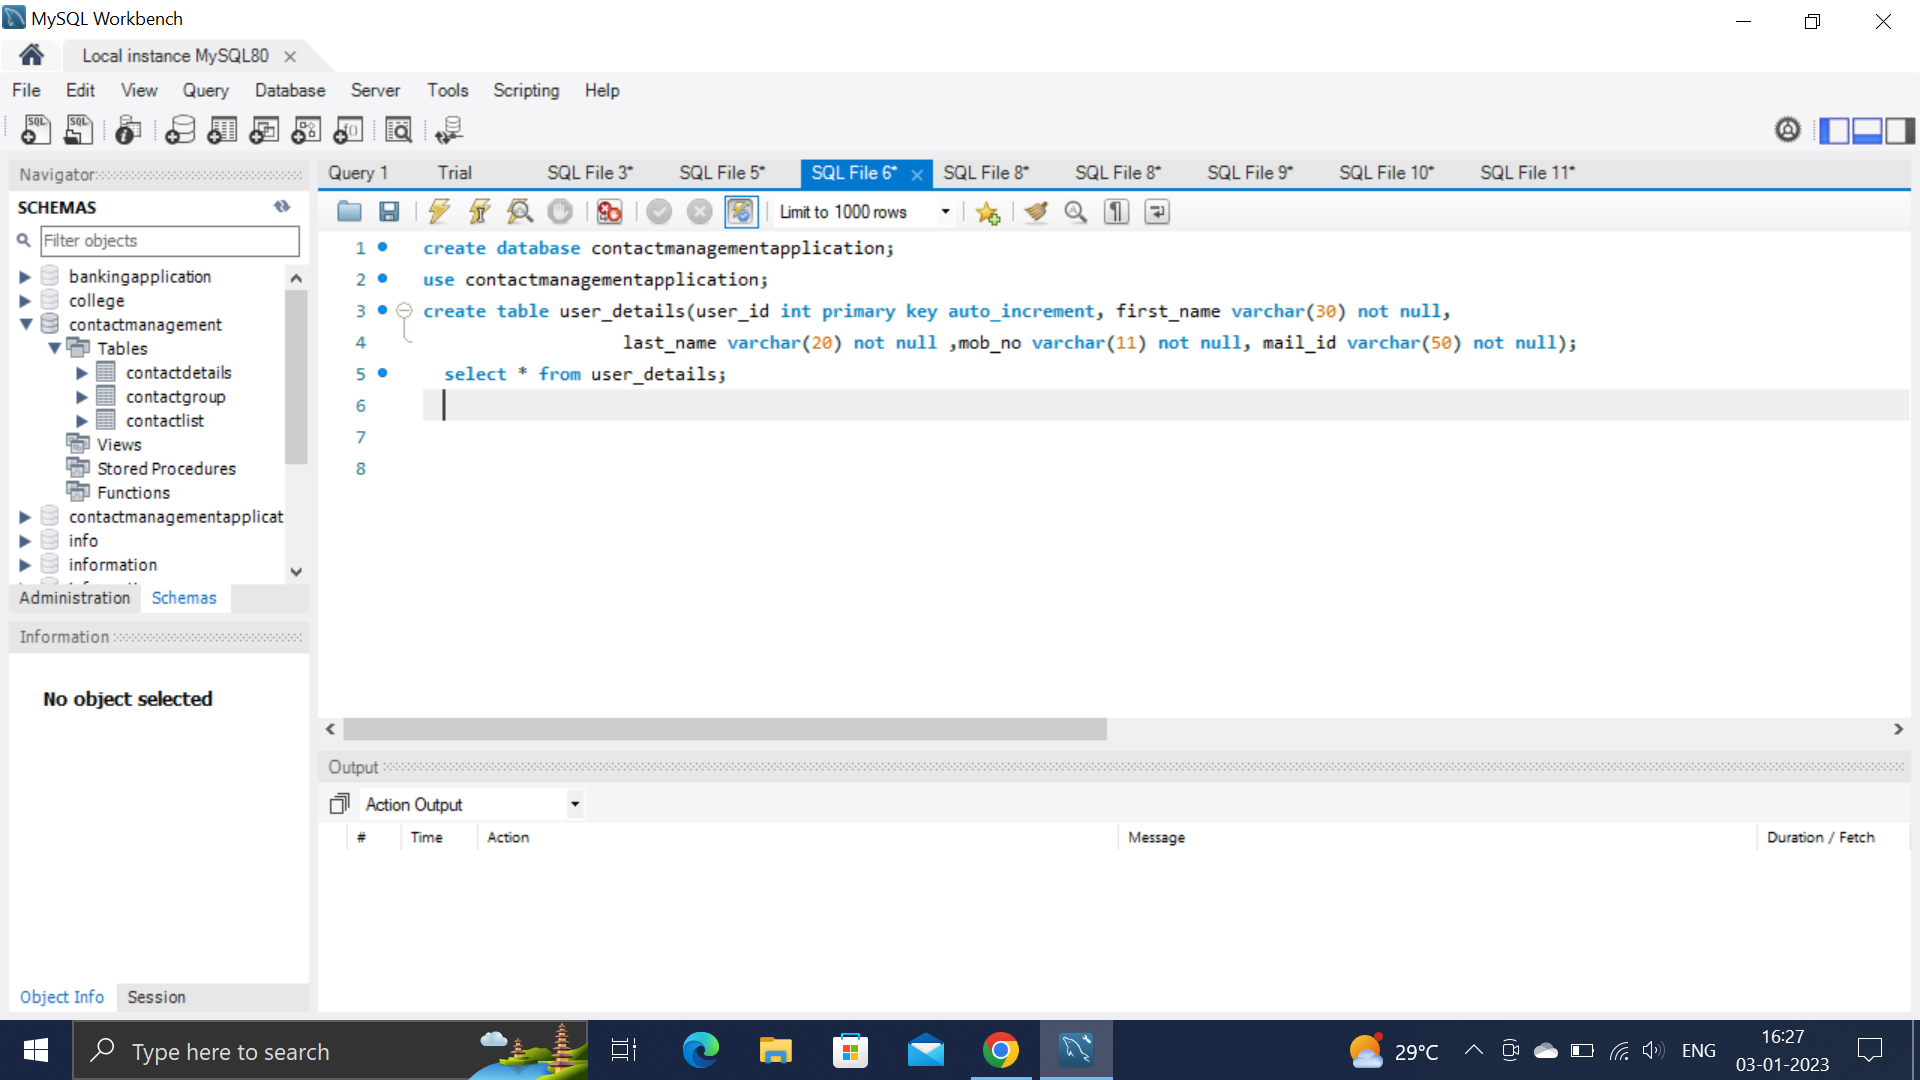 MySQL Workbench
Local instance MySQL80
File Edit View Query Database Server Tools Scripting Help
Navigator
SCHEMAS
Filter objects
bankingapplication
college
contactmanagement
Tables
contactdetails
contactgroup
contactlist
Views
Stored Procedures
Functions
contactmanagementapplicat
info
information
Administration Schemas
Information
No object selected
Object Info Session
Query 1 Trial SQL File 3* SQL File 5* SQL File 6* SQL File 8* SQL File 8* SQL File 9* SQL File 10* SQL File 11*
Limit to 1000 rows
1 create database contactmanagementapplication;
2 use contactmanagementapplication;
3 create table user_details(user_id int primary key auto_increment, first_name varchar(30) not null,
4 last_name varchar(20) not null ,mob_no varchar(11) not null, mail_id varchar(50) not null);
5 select * from user_details;
6
7
8
Output
Action Output
# Time Action Message Duration / Fetch
Type here to search
29°C
ENG
16:27
03-01-2023